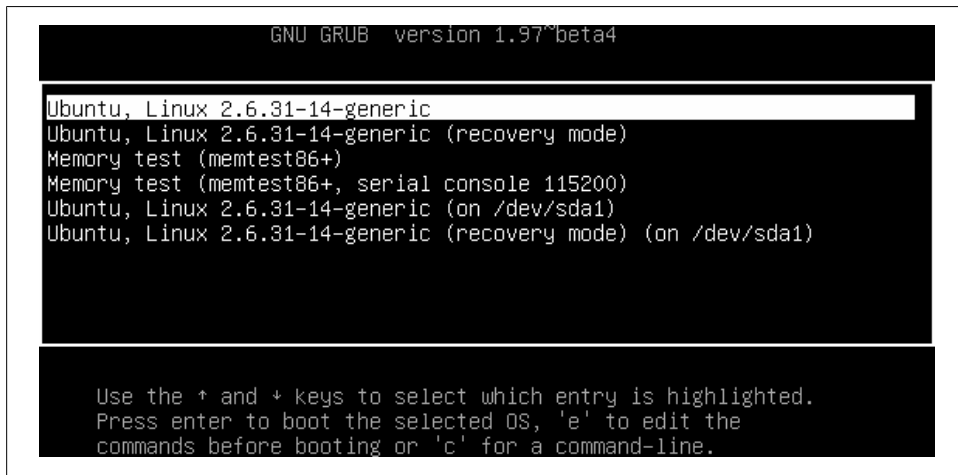 GNU GRUB  version 1.97~beta4
Ubuntu, Linux 2.6.31-14-generic
Ubuntu, Linux 2.6.31-14-generic (recovery mode)
Memory test (memtest86+)
Memory test (memtest86+, serial console 115200)
Ubuntu, Linux 2.6.31-14-generic (on /dev/sda1)
Ubuntu, Linux 2.6.31-14-generic (recovery mode) (on /dev/sda1)
Use the ↑ and ↓ keys to select which entry is highlighted.
Press enter to boot the selected OS, 'e' to edit the
commands before booting or 'c' for a command-line.